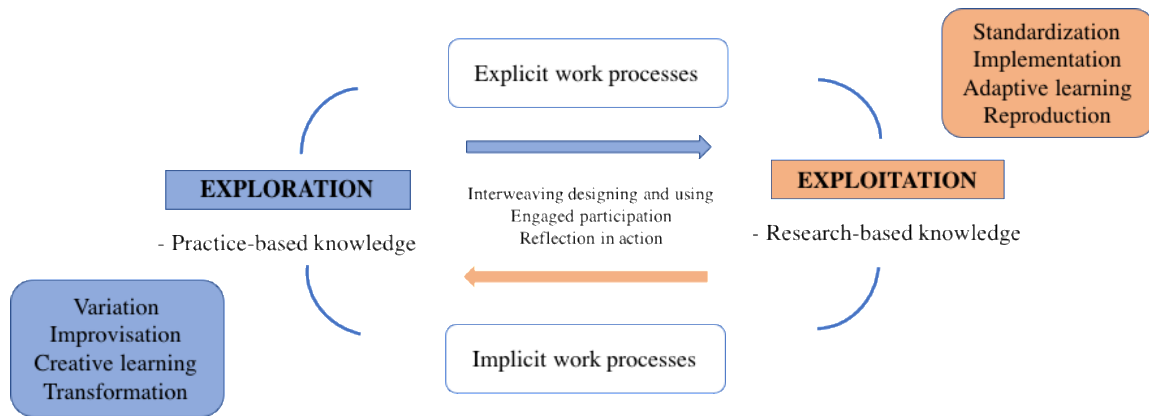 Standardization
Implementation
Adaptive learning
Reproduction
Explicit work processes
EXPLORATION
EXPLOITATION
Interweaving designing and using
Engaged participation
Reflection in action
- Practice-based knowledge
- Research-based knowledge
Variation
Improvisation
Creative learning
Transformation
Implicit work processes